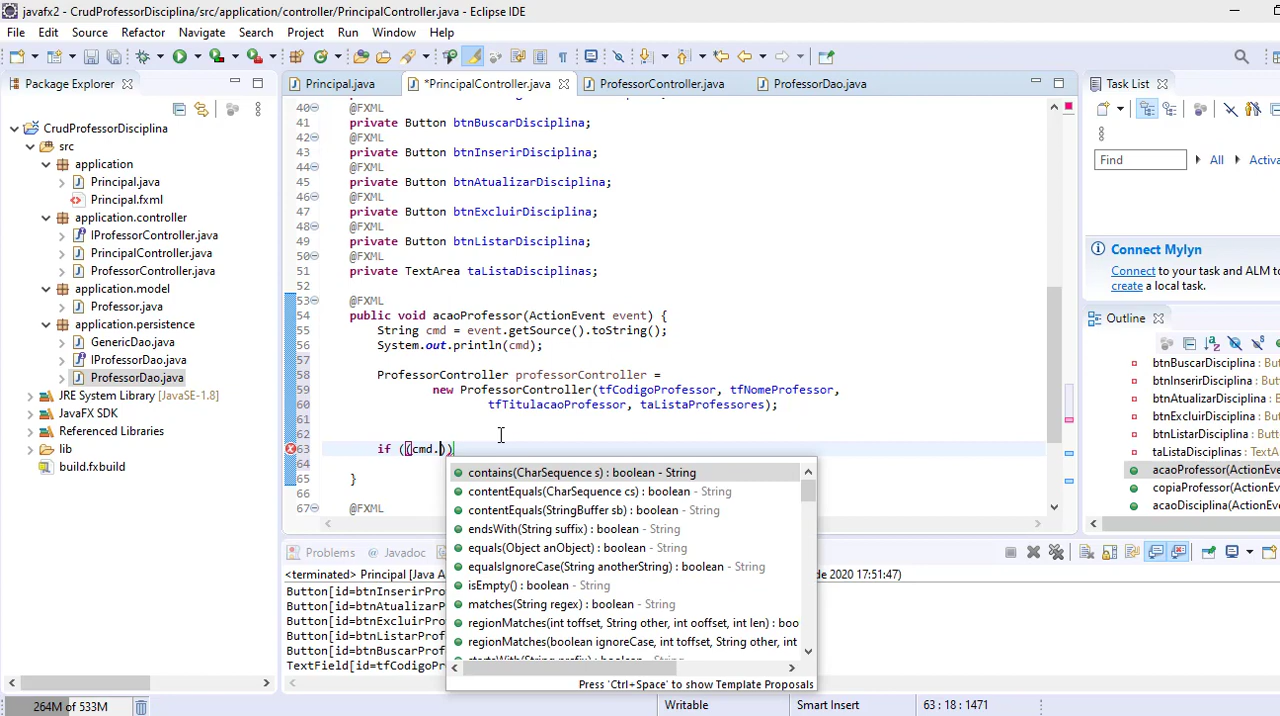 javafx2 - CrudProfessorDisciplina/src/application/controller/PrincipalController.java - Eclipse IDE
File Edit Source Refactor Navigate Search Project Run Window Help
Package Explorer
CrudProfessorDisciplina
src
application
Principal.java
Principal.fxml
application.controller
IProfessorController.java
PrincipalController.java
ProfessorController.java
application.model
Professor.java
application.persistence
GenericDao.java
IProfessorDao.java
ProfessorDao.java
JRE System Library [JavaSE-1.8]
JavaFX SDK
Referenced Libraries
lib
build.fxbuild
Principal.java *PrincipalController.java ProfessorController.java ProfessorDao.java
40 @FXML
41 private Button btnBuscarDisciplina;
42 @FXML
43 private Button btnInserirDisciplina;
44 @FXML
45 private Button btnAtualizarDisciplina;
46 @FXML
47 private Button btnExcluirDisciplina;
48 @FXML
49 private Button btnListarDisciplina;
50 @FXML
51 private TextArea taListaDisciplinas;
52
53 @FXML
54 public void acaoProfessor(ActionEvent event) {
55 String cmd = event.getSource().toString();
56 System.out.println(cmd);
57
58 ProfessorController professorController =
59 new ProfessorController(tfCodigoProfessor, tfNomeProfessor,
60 tfTitulacaoProfessor, taListaProfessores);
61
62
63 if ((cmd.))
64
65 }
66
67 @FXML
contains(CharSequence s) : boolean - String
contentEquals(CharSequence cs) : boolean - String
contentEquals(StringBuffer sb) : boolean - String
endsWith(String suffix) : boolean - String
equals(Object anObject) : boolean - String
equalsIgnoreCase(String anotherString) : boolean - String
isEmpty() : boolean - String
matches(String regex) : boolean - String
regionMatches(int toffset, String other, int ooffset, int len) : boo
regionMatches(boolean ignoreCase, int toffset, String other, int
Press 'Ctrl+Space' to show Template Proposals
Problems Javadoc
<terminated> Principal [Java A
de 2020 17:51:47)
Button[id=btnInserirPro
Button[id=btnAtualizarP
Button[id=btnExcluirPro
Button[id=btnListarProf
Button[id=btnBuscarProf
TextField[id=tfCodigoPr
Task List
Find All Activa
Connect Mylyn
Connect to your task and ALM to
create a local task.
Outline
btnBuscarDisciplina :
btnInserirDisciplina :
btnAtualizarDisciplina
btnExcluirDisciplina :
btnListarDisciplina : B
taListaDisciplinas : Te
acaoProfessor(ActionEve
copiaProfessor(Action
acaoDisciplina(Action
264M of 533M
Writable Smart Insert 63 : 18 : 1471